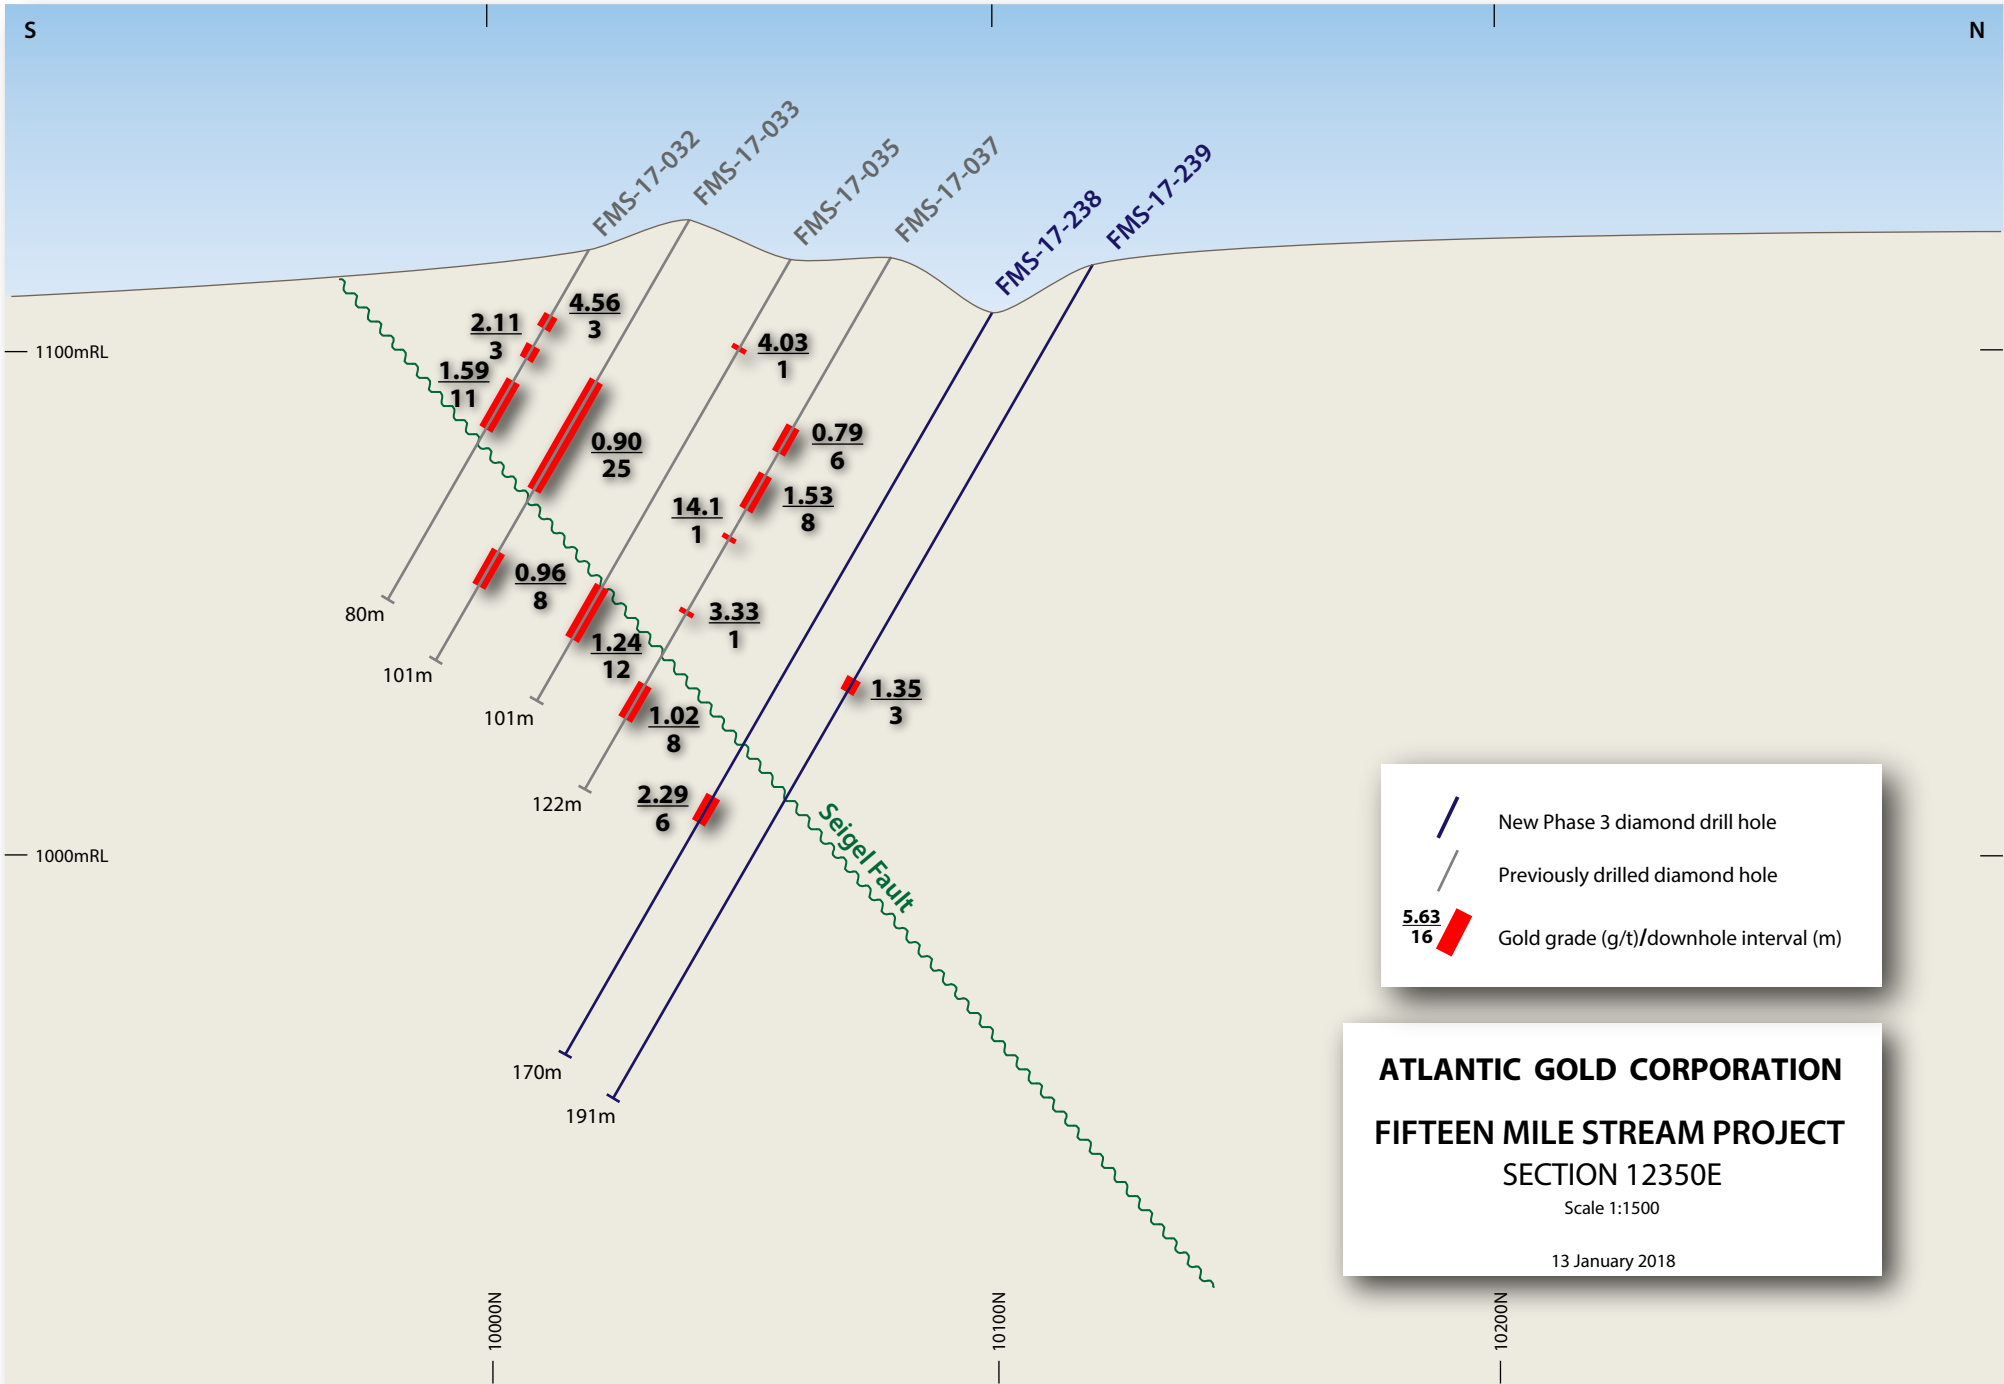 S
N
FMS-17-032
FMS-17-033
FMS-17-035
FMS-17-037
FMS-17-238
FMS-17-239
1100mRL
4.56
3
2.11
3
1.59
11
4.03
1
0.90
25
0.79
6
1.53
8
14.1
1
0.96
8
3.33
1
1.24
12
1.02
8
1.35
3
2.29
6
80m
101m
101m
122m
1000mRL
Seigel Fault
170m
191m
New Phase 3 diamond drill hole
Previously drilled diamond hole
5.63
16
Gold grade (g/t)/downhole interval (m)
ATLANTIC GOLD CORPORATION
FIFTEEN MILE STREAM PROJECT
SECTION 12350E
Scale 1:1500
13 January 2018
10000N
10100N
10200N